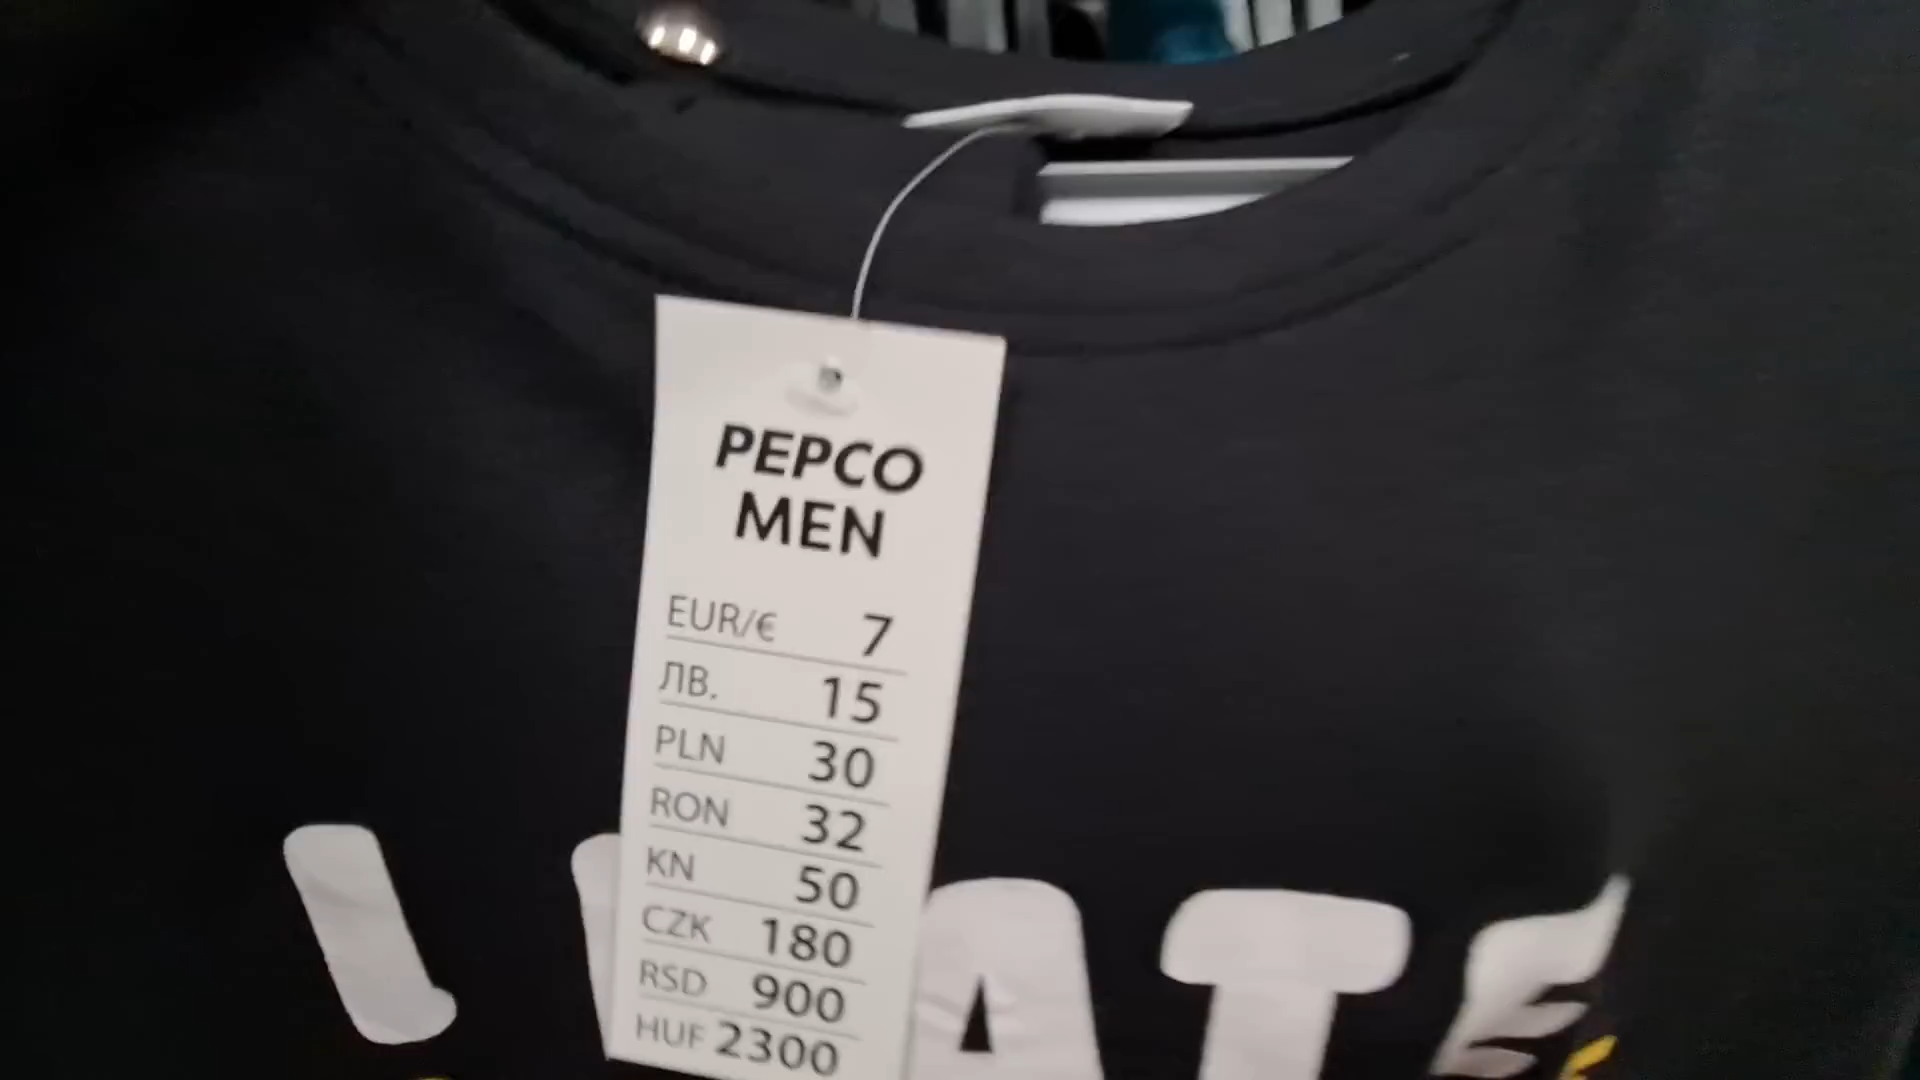 PEPCO
MEN
EUR/€ 7
ЛВ. 15
PLN 30
RON 32
KN 50
CZK 180
RSD 900
HUF 2300